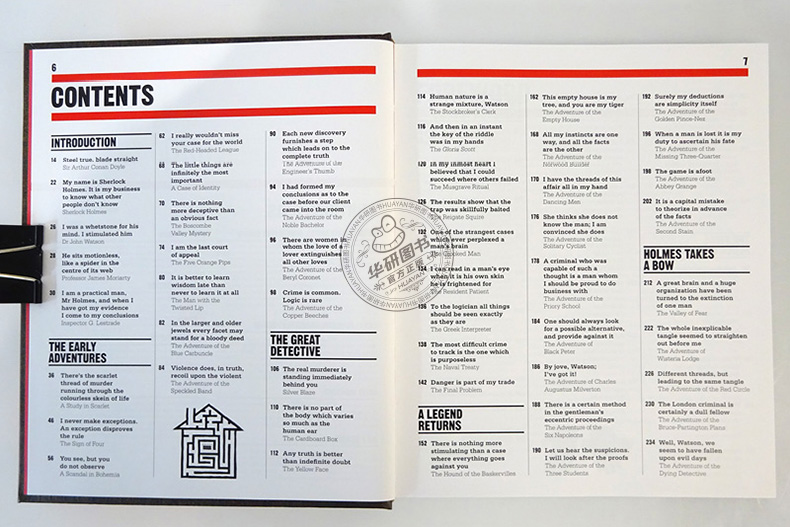 6
CONTENTS
INTRODUCTION
14 Steel true, blade straight
Sir Arthur Conan Doyle
22 My name is Sherlock
Holmes. It is my business
to know what other
people don't know
Sherlock Holmes
26 I was a whetstone for his
mind. I stimulated him
Dr John Watson
28 He sits motionless,
like a spider in the
centre of its web
Professor James Moriarty
30 I am a practical man,
Mr Holmes, and when I
have got my evidence
I come to my conclusions
Inspector G. Lestrade
THE EARLY
ADVENTURES
36 There's the scarlet
thread of murder
running through the
colourless skein of life
A Study in Scarlet
46 I never make exceptions.
An exception disproves
the rule
The Sign of Four
56 You see, but you
do not observe
A Scandal in Bohemia
62 I really wouldn't miss
your case for the world
The Red-Headed League
68 The little things are
infinitely the most
important
A Case of Identity
70 There is nothing
more deceptive than
an obvious fact
The Boscombe
Valley Mystery
74 I am the last court
of appeal
The Five Orange Pips
80 It is better to learn
wisdom late than
never to learn it at all
The Man with the
Twisted Lip
82 In the larger and older
jewels every facet may
stand for a bloody deed
The Adventure of the
Blue Carbuncle
84 Violence does, in truth,
recoil upon the violent
The Adventure of the
Speckled Band
90 Each new discovery
furnishes a step
which leads on to the
complete truth
The Adventure of the
Engineer's Thumb
94 I had formed my
conclusions as to the
case before our client
came into the room
The Adventure of the
Noble Bachelor
96 There are women in
whom the love of a
lover extinguishes
all other loves
The Adventure of the
Beryl Coronet
98 Crime is common.
Logic is rare
The Adventure of the
Copper Beeches
THE GREAT
DETECTIVE
106 The real murderer is
standing immediately
behind you
Silver Blaze
110 There is no part of
the body which varies
so much as the
human ear
The Cardboard Box
112 Any truth is better
than indefinite doubt
The Yellow Face
7
114 Human nature is a
strange mixture, Watson
The Stockbroker's Clerk
116 And then in an instant
the key of the riddle
was in my hands
The Gloria Scott
120 In my inmost heart I
believed that I could
succeed where others failed
The Musgrave Ritual
126 The results show that the
trap was skillfully baited
The Reigate Squire
132 One of the strangest cases
which ever perplexed a
man's brain
The Crooked Man
134 I can read in a man's eye
when it is his own skin
he is frightened for
The Resident Patient
136 To the logician all things
should be seen exactly
as they are
The Greek Interpreter
138 The most difficult crime
to track is the one which
is purposeless
The Naval Treaty
142 Danger is part of my trade
The Final Problem
A LEGEND
RETURNS
152 There is nothing more
stimulating than a case
where everything goes
against you
The Hound of the Baskervilles
162 This empty house is my
tree, and you are my tiger
The Adventure of the
Empty House
168 All my instincts are one
way, and all the facts
are the other
The Adventure of the
Norwood Builder
170 I have the threads of this
affair all in my hand
The Adventure of the
Dancing Men
176 She thinks she does not
know the man; I am
convinced she does
The Adventure of the
Solitary Cyclist
178 A criminal who was
capable of such a
thought is a man whom
I should be proud to do
business with
The Adventure of the
Priory School
184 One should always look
for a possible alternative,
and provide against it
The Adventure of
Black Peter
186 By Jove, Watson;
I've got it!
The Adventure of Charles
Augustus Milverton
188 There is a certain method
in the gentleman's
eccentric proceedings
The Adventure of the
Six Napoleons
190 Let us hear the suspicions.
I will look after the proofs
The Adventure of the
Three Students
192 Surely my deductions
are simplicity itself
The Adventure of the
Golden Pince-Nez
196 When a man is lost it is my
duty to ascertain his fate
The Adventure of the
Missing Three-Quarter
198 The game is afoot
The Adventure of the
Abbey Grange
202 It is a capital mistake
to theorize in advance
of the facts
The Adventure of the
Second Stain
HOLMES TAKES
A BOW
212 A great brain and a huge
organization have been
turned to the extinction
of one man
The Valley of Fear
222 The whole inexplicable
tangle seemed to straighten
out before me
The Adventure of
Wisteria Lodge
226 Different threads, but
leading to the same tangle
The Adventure of the Red Circle
230 The London criminal is
certainly a dull fellow
The Adventure of the
Bruce-Partington Plans
234 Well, Watson, we
seem to have fallen
upon evil days
The Adventure of the
Dying Detective
华研图书
官方正版
HUAYAN